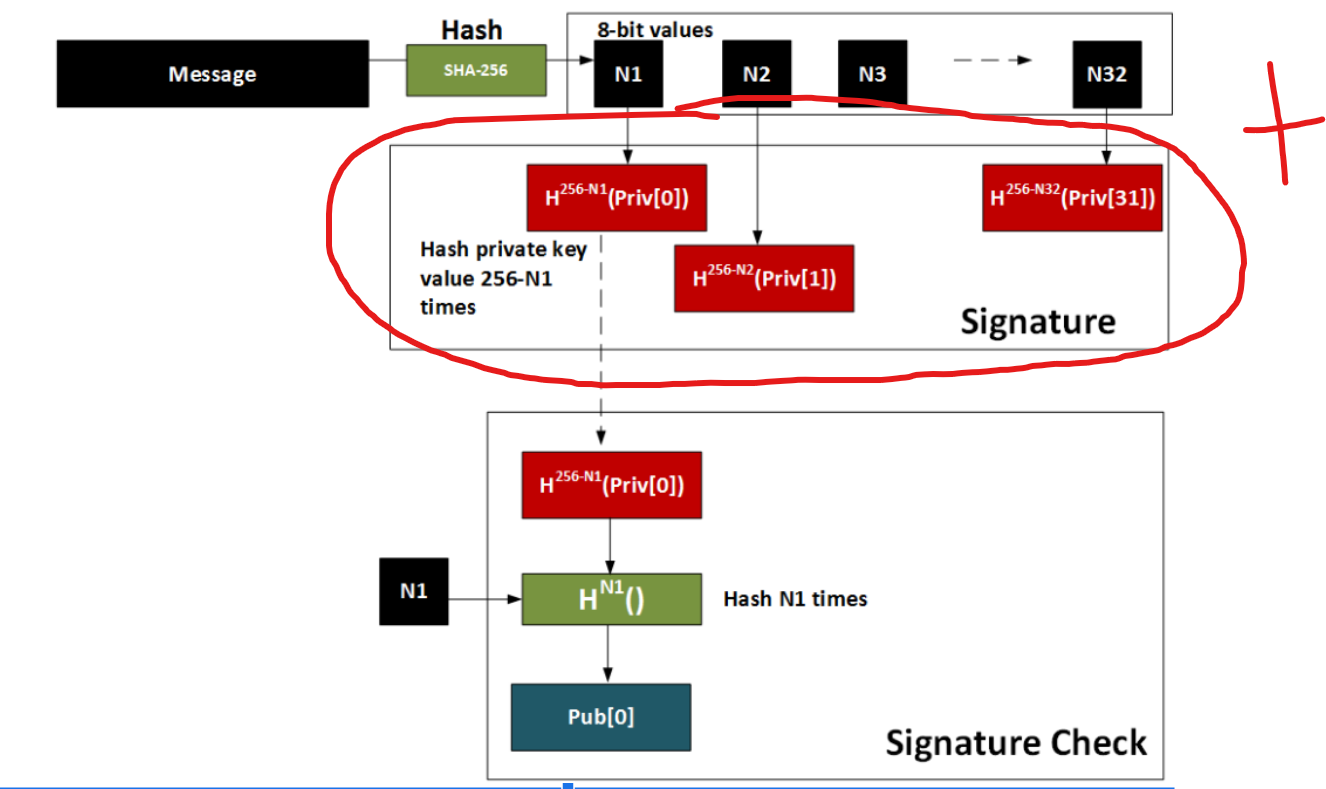 Hash
8-bit values
Message
SHA-256
N1
N2
N3
N32
H^256-N1(Priv[0])
H^256-N32(Priv[31])
Hash private key
value 256-N1
times
H^256-N2(Priv[1])
Signature
H^256-N1(Priv[0])
N1
H^N1()
Hash N1 times
Pub[0]
Signature Check